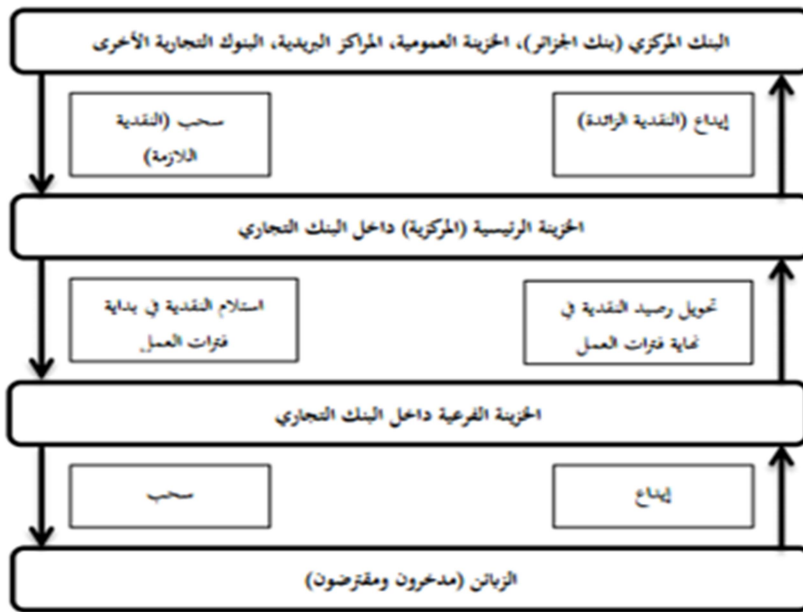 البنك المركزي (بنك الجزائر)، الخزينة العمومية، المراكز البريدية، البنوك التجارية الأخرى
إيداع (النقدية الزائدة)
سحب (النقدية
اللازمة)
الخزينة الرئيسية (المركزية) داخل البنك التجاري
تحويل رصيد النقدية في
نهاية فترات العمل
استلام النقدية في بداية
فترات العمل
الخزينة الفرعية داخل البنك التجاري
إيداع
سحب
الزبائن (مدخرون ومقترضون)